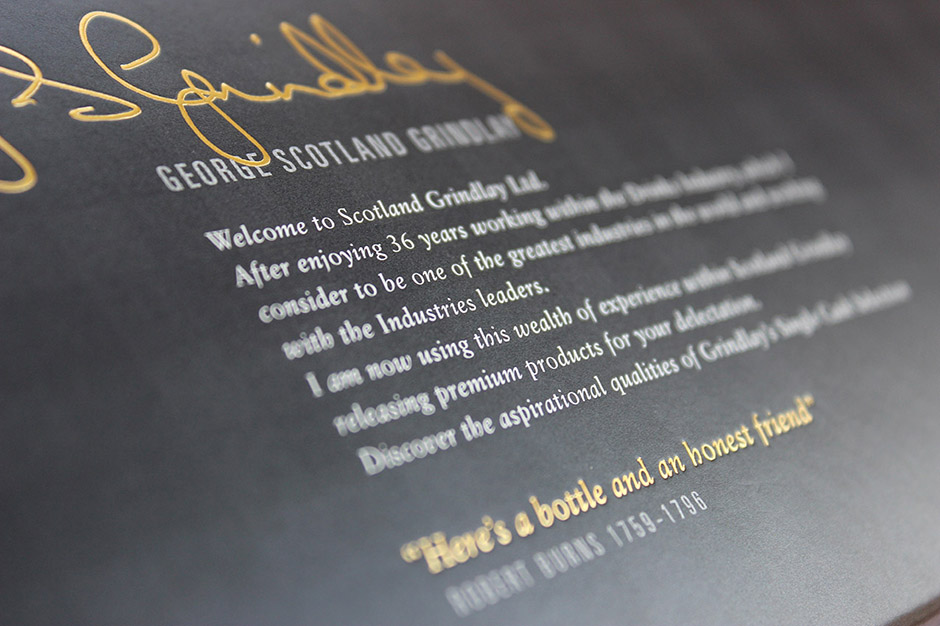 S Grindlay
GEORGE SCOTLAND GRINDLAY
Welcome to Scotland Grindlay Ltd.
After enjoying 36 years working within the Drinks Industry, which I
consider to be one of the greatest industries in the world and working
with the Industries leaders.
I am now using this wealth of experience within Scotland Grindlay
releasing premium products for your delectation.
Discover the aspirational qualities of Grindlay's Single Cask Selection
“Here's a bottle and an honest friend”
ROBERT BURNS 1759-1796